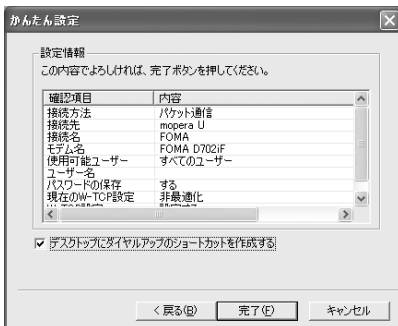 かんたん設定
設定情報
この内容でよろしければ、完了ボタンを押してください。
確認項目 内容
接続方法 パケット通信
接続先 mopera U
接続名 FOMA
モデム名 FOMA D702iF
使用可能ユーザー すべてのユーザー
ユーザー名
パスワードの保存 する
現在のW-TCP設定 非最適化
デスクトップにダイヤルアップのショートカットを作成する
< 戻る(B) 完了(F) キャンセル